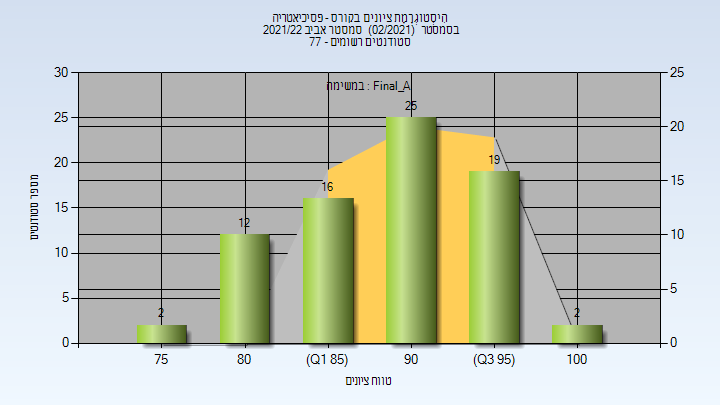 היסטוגרמת ציונים בקורס - פסיכיאטריה
בסמסטר (02/2021) סמסטר אביב 2021/22
סטודנטים רשומים - 77
במשימה : Final_A
30
25
20
15
10
5
0
25
20
15
10
5
0
מספר סטודנטים
2
12
16
25
19
2
75
80
(Q1 85)
90
(Q3 95)
100
טווח ציונים